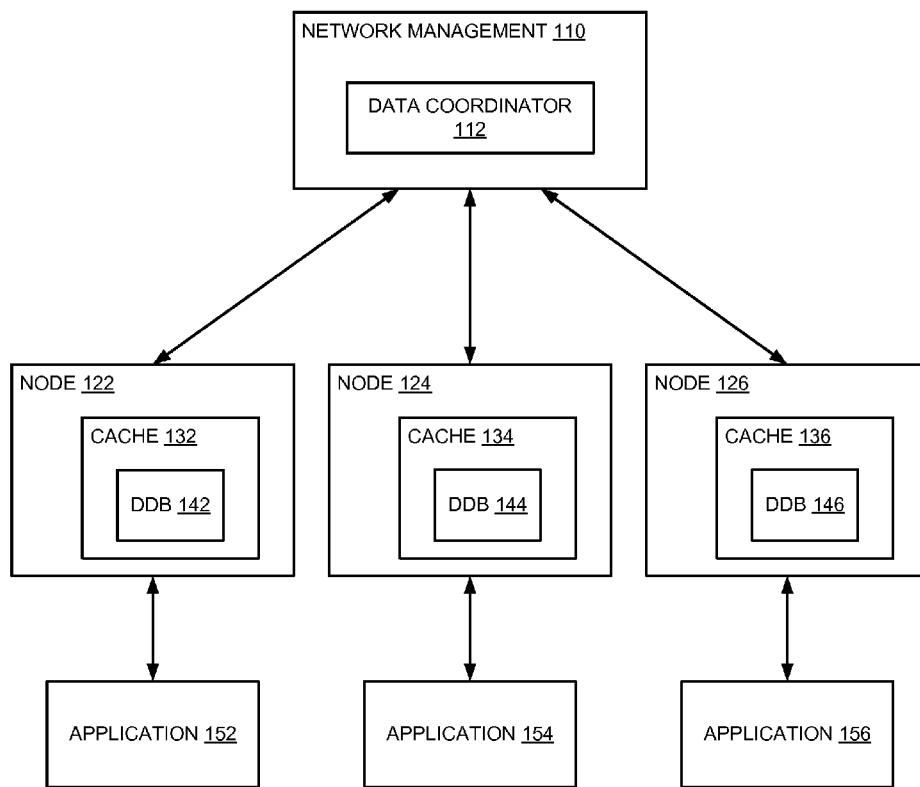 NETWORK MANAGEMENT 110
DATA COORDINATOR
112
NODE 122
CACHE 132
DDB 142
NODE 124
CACHE 134
DDB 144
NODE 126
CACHE 136
DDB 146
APPLICATION 152
APPLICATION 154
APPLICATION 156